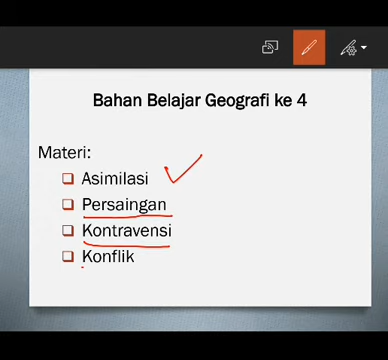 Bahan Belajar Geografi ke 4
Materi:
Asimilasi
Persaingan
Kontravensi
Konflik